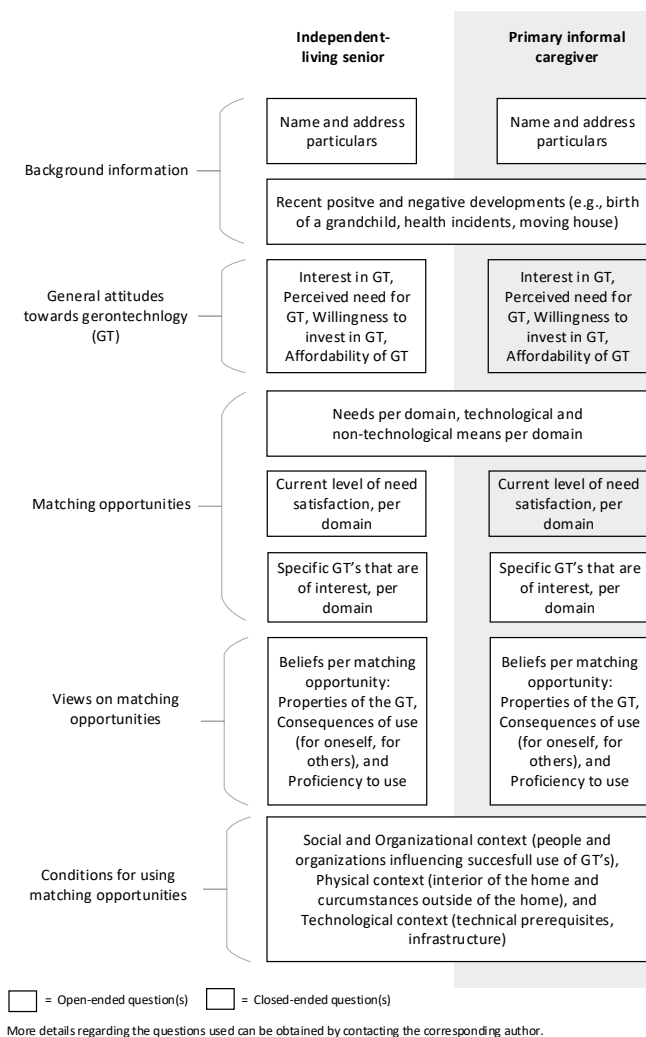 Independent-
living senior
Primary informal
caregiver
Background information
Name and address
particulars
Name and address
particulars
Recent positve and negative developments (e.g., birth
of a grandchild, health incidents, moving house)
General attitudes
towards gerontechnology
(GT)
Interest in GT,
Perceived need for
GT, Willingness to
invest in GT,
Affordability of GT
Interest in GT,
Perceived need for
GT, Willingness to
invest in GT,
Affordability of GT
Matching opportunities
Needs per domain, technological and
non-technological means per domain
Current level of need
satisfaction, per
domain
Current level of need
satisfaction, per
domain
Specific GT's that are
of interest, per
domain
Specific GT's that are
of interest, per
domain
Views on matching
opportunities
Beliefs per matching
opportunity:
Properties of the GT,
Consequences of use
(for oneself, for
others), and
Proficiency to use
Beliefs per matching
opportunity:
Properties of the GT,
Consequences of use
(for oneself, for
others), and
Proficiency to use
Conditions for using
matching opportunities
Social and Organizational context (people and
organizations influencing succesfull use of GT's),
Physical context (interior of the home and
curcumstances outside of the home), and
Technological context (technical prerequisites,
infrastructure)
= Open-ended question(s)
= Closed-ended question(s)
More details regarding the questions used can be obtained by contacting the corresponding author.